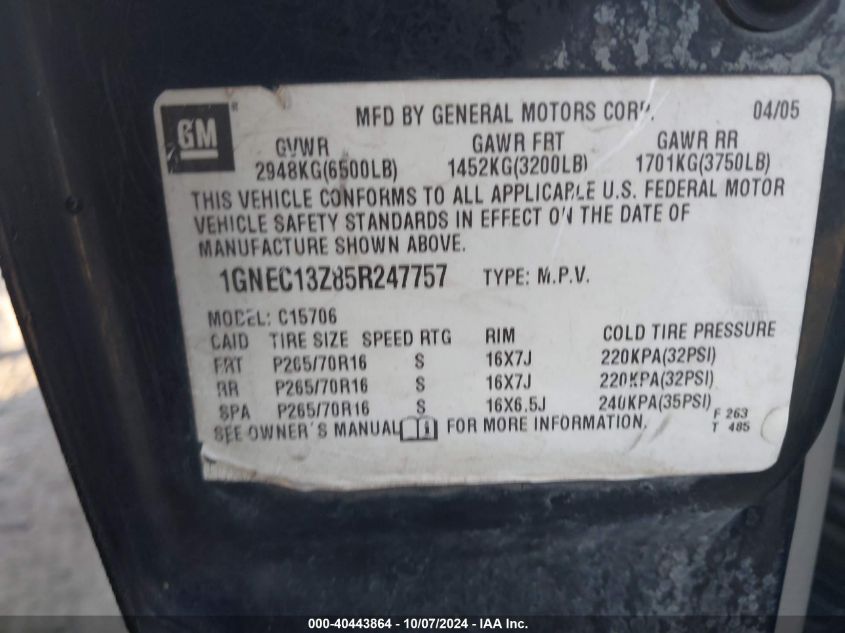 GM ®
MFD BY GENERAL MOTORS CORP. 04/05
GVWR GAWR FRT GAWR RR
2948KG(6500LB) 1452KG(3200LB) 1701KG(3750LB)
THIS VEHICLE CONFORMS TO ALL APPLICABLE U.S. FEDERAL MOTOR
VEHICLE SAFETY STANDARDS IN EFFECT ON THE DATE OF
MANUFACTURE SHOWN ABOVE.
1GNEC13Z85R247757 TYPE: M.P.V.
MODEL: C15706
CAID TIRE SIZE SPEED RTG RIM COLD TIRE PRESSURE
FRT P265/70R16 S 16X7J 220KPA(32PSI)
RR P265/70R16 S 16X7J 220KPA(32PSI)
SPA P265/70R16 S 16X6.5J 240KPA(35PSI)
F 263
SEE OWNER'S MANUAL FOR MORE INFORMATION.
T 485
000-40443864 - 10/07/2024 - IAA Inc.